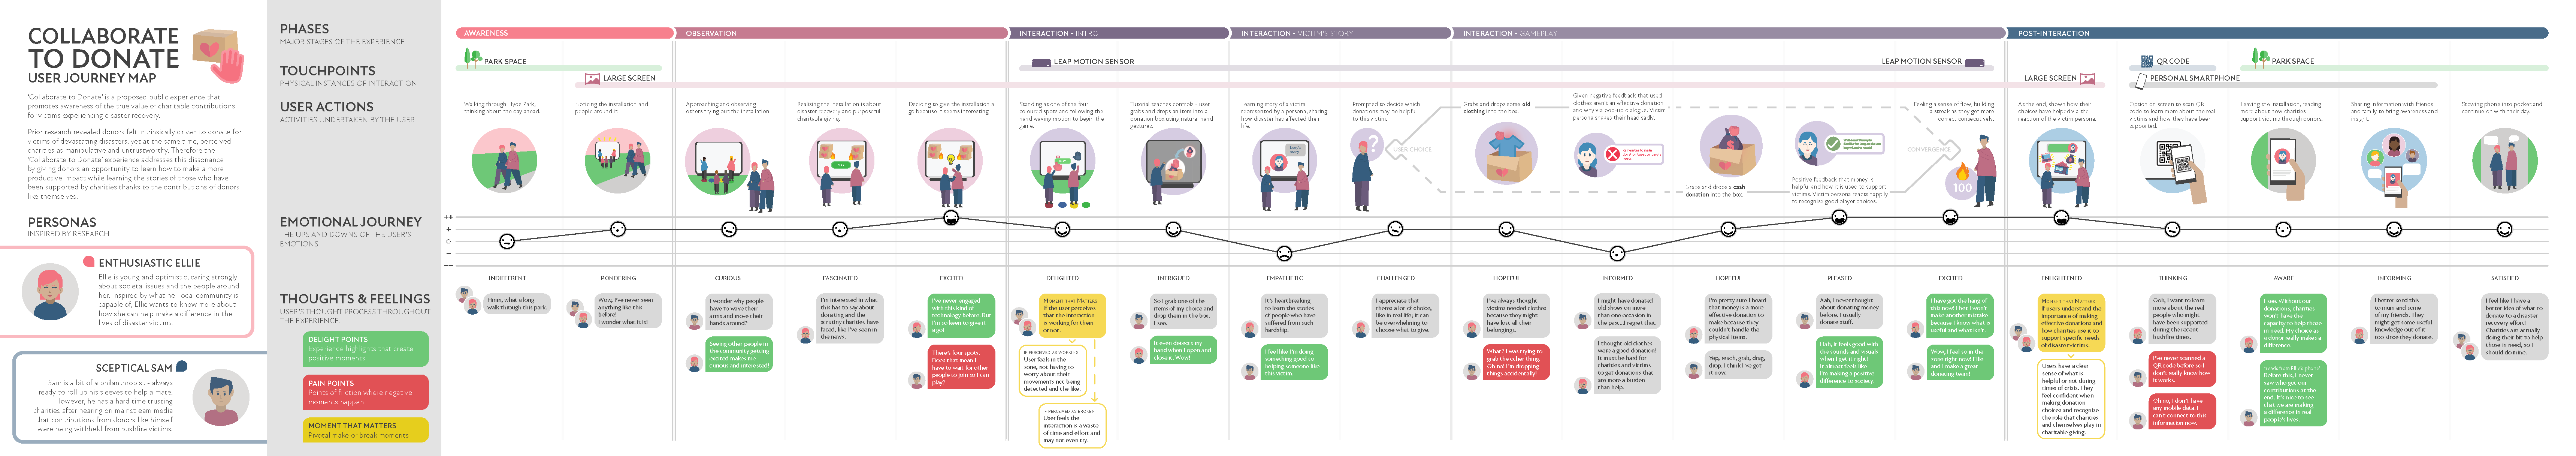 COLLABORATE
TO DONATE
USER JOURNEY MAP
'Collaborate to Donate' is a proposed public experience that
promotes awareness of the true value of charitable contributions
for victims experiencing disaster recovery.
Prior research revealed donors felt intrinsically driven to donate for
victims of devastating disasters, yet at the same time, perceived
charities as manipulative and untrustworthy. Therefore the
'Collaborate to Donate' experience addresses this dissonance
by giving donors an opportunity to learn how to make a more
productive impact while learning the stories of those who have
been supported by charities thanks to the contributions of donors
like themselves.
PERSONAS
INSPIRED BY RESEARCH
ENTHUSIASTIC ELLIE
Ellie is young and optimistic, caring strongly
about societal issues and the people around
her. Inspired by what her local community is
capable of, Ellie wants to know more about
how she can help make a difference in the
lives of disaster victims.
SCEPTICAL SAM
Sam is a bit of a philanthropist - always
ready to roll up his sleeves to help a mate.
However, he has a hard time trusting
charities after hearing on mainstream media
that contributions from donors like himself
were being withheld from bushfire victims.
PHASES
MAJOR STAGES OF THE EXPERIENCE
TOUCHPOINTS
PHYSICAL INSTANCES OF INTERACTION
USER ACTIONS
ACTIVITIES UNDERTAKEN BY THE USER
EMOTIONAL JOURNEY
THE UPS AND DOWNS OF THE USER'S
EMOTIONS
THOUGHTS & FEELINGS
USER'S THOUGHT PROCESS THROUGHOUT
THE EXPERIENCE.
DELIGHT POINTS
Experience highlights that create
positive moments
PAIN POINTS
Points of friction where negative
moments happen
MOMENT THAT MATTERS
Pivotal make or break moments
AWARENESS
OBSERVATION
INTERACTION - INTRO
INTERACTION - VICTIM'S STORY
INTERACTION - GAMEPLAY
POST-INTERACTION
PARK SPACE
LARGE SCREEN
LEAP MOTION SENSOR
LEAP MOTION SENSOR
LARGE SCREEN
QR CODE
PERSONAL SMARTPHONE
PARK SPACE
Walking through Hyde Park,
thinking about the day ahead.
Noticing the installation and
people around it.
Approaching and observing
others trying out the installation.
Realising the installation is about
disaster recovery and purposeful
charitable giving.
Deciding to give the installation a
go because it seems interesting.
Standing at one of the four
coloured spots and following the
hand waving motion to begin the
game.
Tutorial teaches controls - user
grabs and drops an item into a
donation box using natural hand
gestures.
Learning story of a victim
represented by a persona, sharing
how disaster has affected their
life.
Prompted to decide which
donations may be helpful
to this victim.
USER CHOICE
Grabs and drops some old
clothing into the box.
Given negative feedback that used
clothes aren't an effective donation
and why via pop-up dialogue. Victim
persona shakes their head sadly.
Grabs and drops a cash
donation into the box.
Positive feedback that money is
helpful and how it is used to support
victims. Victim persona reacts happily
to recognise good player choices.
CONVERGENCE
Feeling a sense of flow, building
a streak as they get more
correct consecutively.
100
At the end, shown how their
choices have helped via the
reaction of the victim persona.
Option on screen to scan QR
code to learn more about the real
victims and how they have been
supported.
Leaving the installation, reading
more about how charities
support victims through donors.
Sharing information with friends
and family to bring awareness and
insight.
Stowing phone into pocket and
continue on with their day.
++
+
-
--
INDIFFERENT
PONDERING
CURIOUS
FASCINATED
EXCITED
DELIGHTED
INTRIGUED
EMPATHETIC
CHALLENGED
HOPEFUL
INFORMED
HOPEFUL
PLEASED
EXCITED
ENLIGHTENED
THINKING
AWARE
INFORMING
SATISFIED
Hmm, what a long
walk through this park.
Wow, I've never seen
anything like this
before!
I wonder what it is!
I wonder why people
have to wave their
arms and move their
hands around?
Seeing other people in
the community getting
excited makes me
curious and interested!
I'm interested in what
this has to say about
donating and the
scrutiny charities have
faced, like I've seen in
the news.
I've never engaged
with this kind of
technology before. But
I'm so keen to give it
a go!
There's four spots.
Does that mean I
have to wait for other
people to join so I can
play?
MOMENT THAT MATTERS
If the user perceives
that the interaction
is working for them
or not.
IF PERCEIVED AS WORKING
User feels in the
zone, not having to
worry about their
movements not being
detected and the like.
IF PERCEIVED AS BROKEN
User feels the
interaction is a waste
of time and effort and
may not even try.
So I grab one of the
items of my choice and
drop them in the box.
I see.
It even detects my
hand when I open and
close it. Wow!
It's heartbreaking
to learn the stories
of people who have
suffered from such
hardship.
I feel like I'm doing
something good by
helping someone like
this victim.
I appreciate that
theres a lot of choice,
like in real life; it can
be overwhelming to
choose what to give.
I've always thought
victims needed clothes
because they might
have lost all their
belongings.
What? I was trying to
grab the other thing.
Oh no! I'm dropping
things accidentally!
I might have donated
old shoes on more
than one occasion in
the past...I regret that.
I thought old clothes
were a good donation!
It must be hard for
charities and victims
to get donations that
are more of a burden
than help.
I'm pretty sure I heard
that money is a more
effective donation to
make because they
couldn't handle the
physical items.
Yep, reach, grab, drag,
drop. I think I've got
it now.
Aah, I never thought
about donating money
before. I usually
donate stuff.
Hah, it feels good with
the sounds and visuals
when I get it right!
It almost feels like
I'm making a positive
difference to society.
I have got the hang of
this now! I bet I won't
make another mistake
because I know what is
useful and what isn't.
Wow, I feel so in the
zone right now! Ellie
and I make a great
donating team!
MOMENT THAT MATTERS
If users understand the
importance of making
effective donations and
how charities use it to
support specific needs
of disaster victims.
Users have a clear
sense of what is
helpful or not during
times of crisis. They
feel confident when
making donation
choices and recognise
the role that charities
and themselves play in
charitable giving.
Ooh, I want to learn
more about the real
people who might
have been supported
during the recent
bushfire times.
I've never scanned a
QR code before so I
don't really know how
it works.
Oh no, I don't have
any mobile data. I
can't connect to this
information now.
I see. Without our
donations, charities
won't have the
capacity to help those
in need. My choice as
a donor really makes a
difference.
*reads from Ellie's phone*
Before this, I never
saw who got our
contributions at the
end. It's nice to see
that we are making
a difference in real
people's lives.
I better send this
to mum and some
of my friends. They
might get some useful
knowledge out of it
too since they donate.
I feel like I have a
better idea of what to
donate to a disaster
recovery effort!
Charities are actually
doing their bit to help
those in need, so I
should do mine.